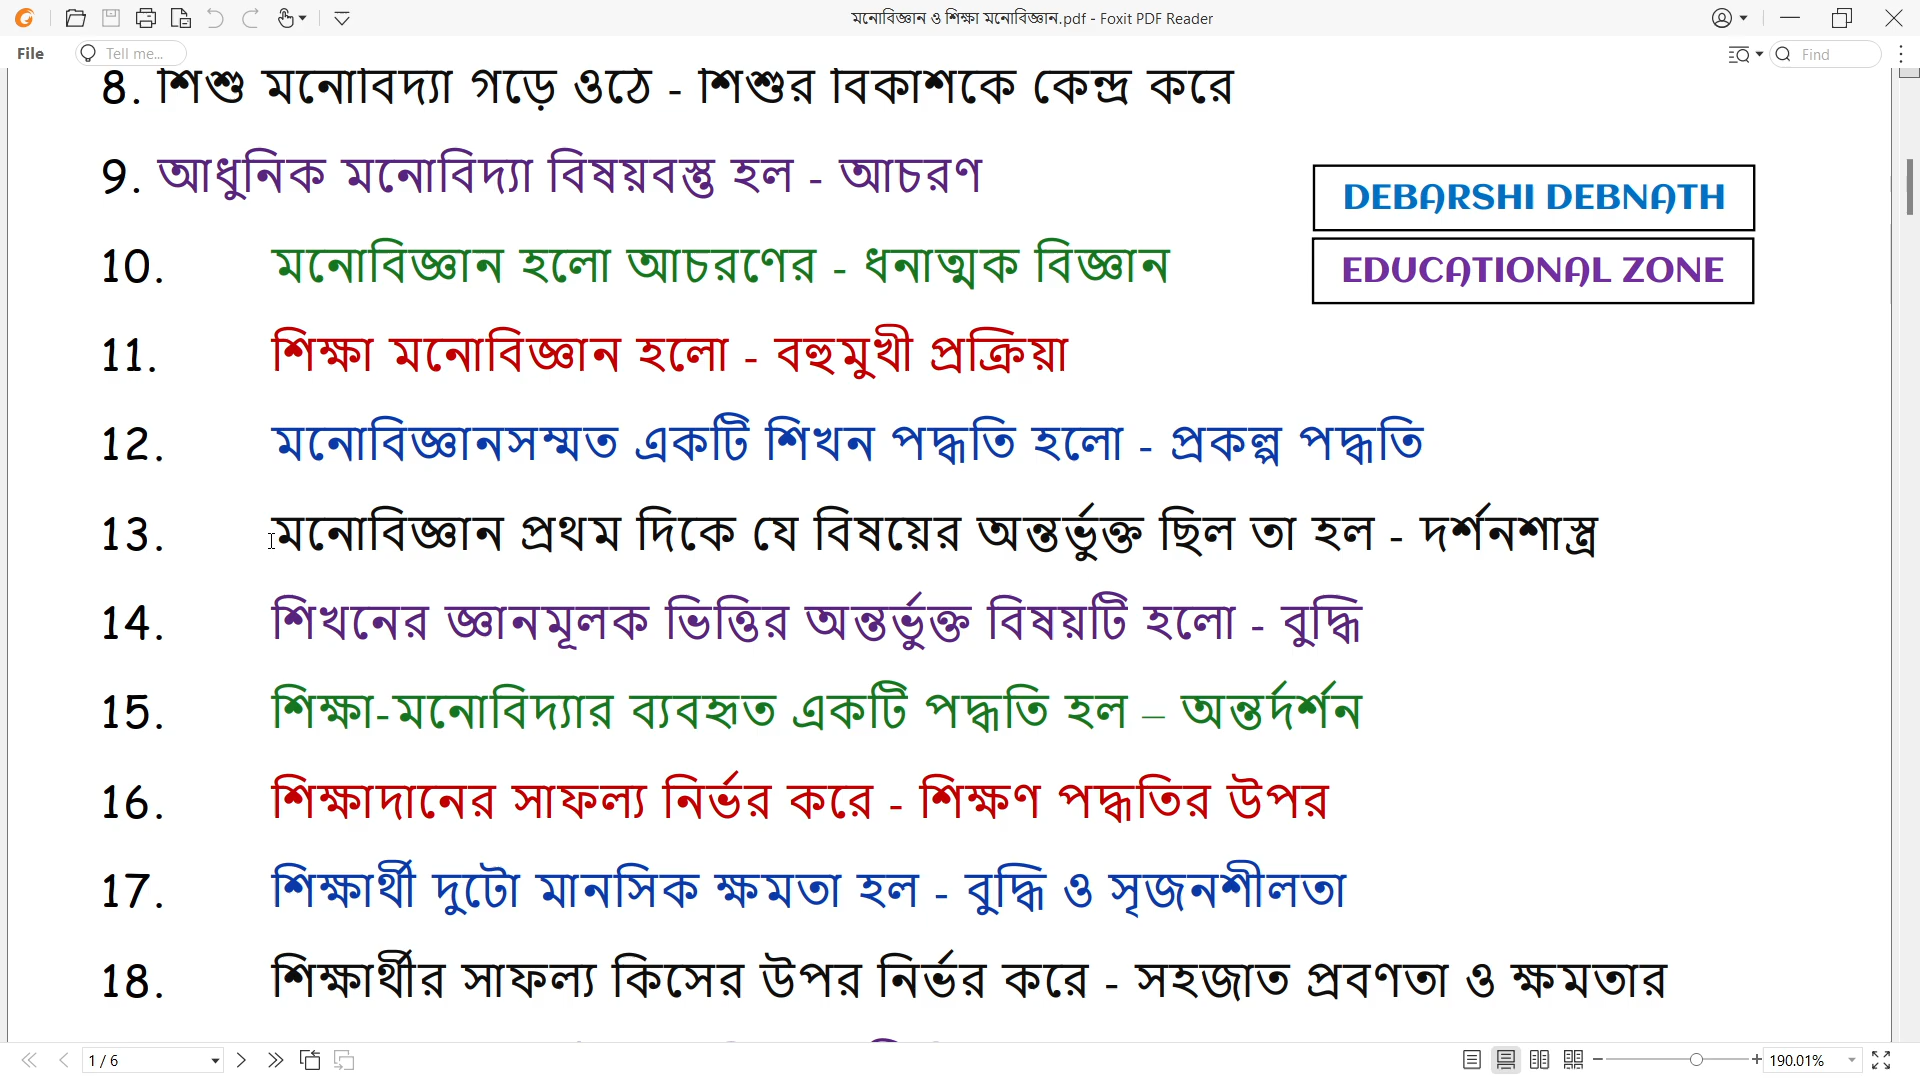 মনোবিজ্ঞান ও শিক্ষা মনোবিজ্ঞান.pdf - Foxit PDF Reader
File
Tell me...
Find
8. শিশু মনোবিদ্যা গড়ে ওঠে - শিশুর বিকাশকে কেন্দ্র করে
9. আধুনিক মনোবিদ্যা বিষয়বস্তু হল - আচরণ
DEBARSHI DEBNATH
10. মনোবিজ্ঞান হলো আচরণের - ধনাত্মক বিজ্ঞান
EDUCATIONAL ZONE
11. শিক্ষা মনোবিজ্ঞান হলো - বহুমুখী প্রক্রিয়া
12. মনোবিজ্ঞানসম্মত একটি শিখন পদ্ধতি হলো - প্রকল্প পদ্ধতি
13. মনোবিজ্ঞান প্রথম দিকে যে বিষয়ের অন্তর্ভুক্ত ছিল তা হল - দর্শনশাস্ত্র
14. শিখনের জ্ঞানমূলক ভিত্তির অন্তর্ভুক্ত বিষয়টি হলো - বুদ্ধি
15. শিক্ষা-মনোবিদ্যার ব্যবহৃত একটি পদ্ধতি হল – অন্তর্দর্শন
16. শিক্ষাদানের সাফল্য নির্ভর করে - শিক্ষণ পদ্ধতির উপর
17. শিক্ষার্থী দুটো মানসিক ক্ষমতা হল - বুদ্ধি ও সৃজনশীলতা
18. শিক্ষার্থীর সাফল্য কিসের উপর নির্ভর করে - সহজাত প্রবণতা ও ক্ষমতার
1 / 6
190.01%